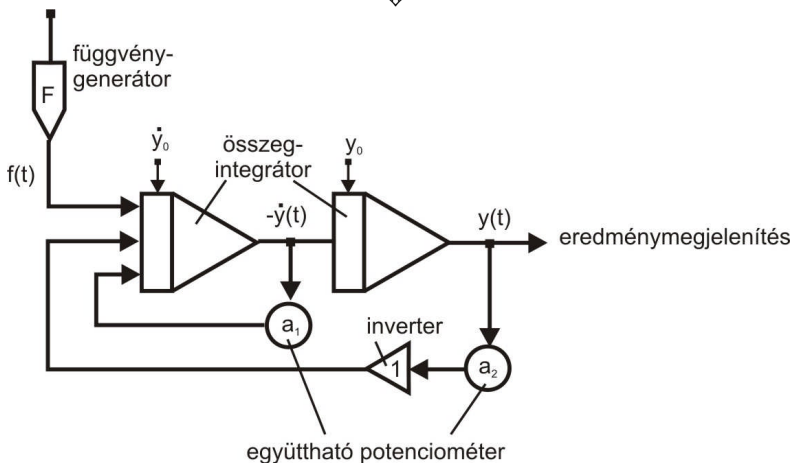 függvény-
generátor
F
ẏ₀
összeg-
integrátor
y₀
f(t)
-ẏ(t)
y(t)
eredménymegjelenítés
a₁
inverter
1
a₂
együttható potenciométer